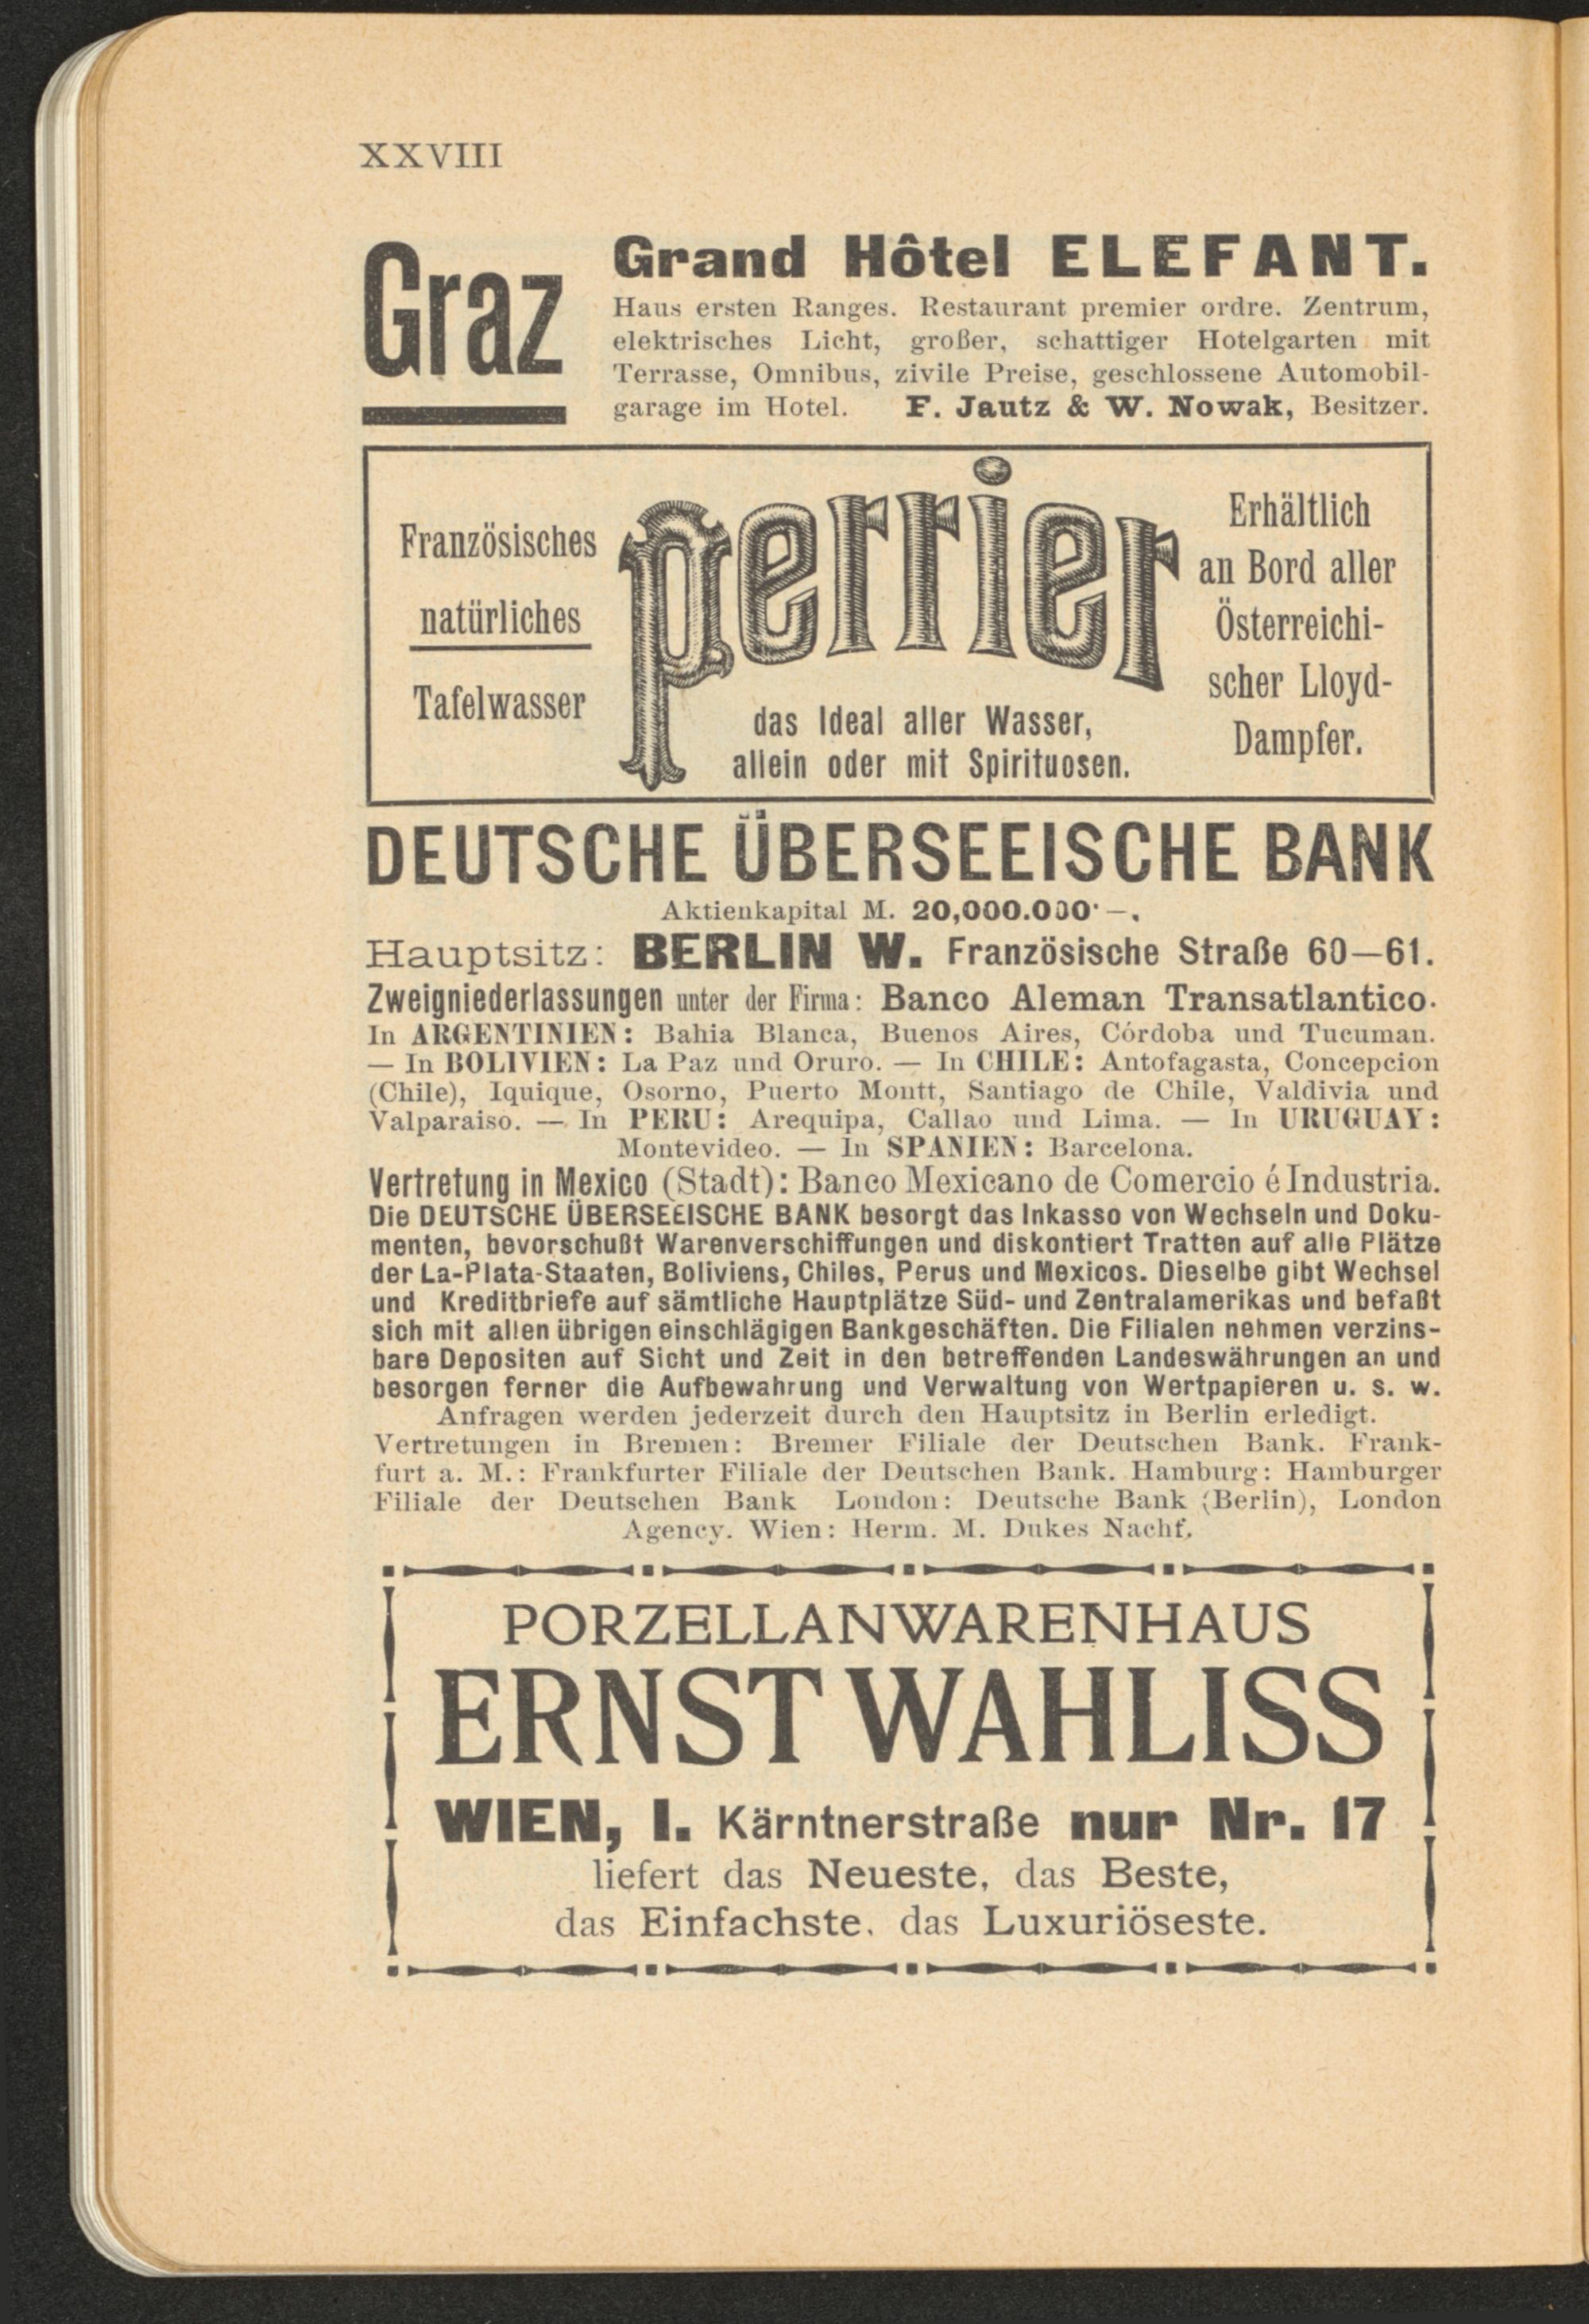 XXVIII
Graz
Grand Hôtel ELEFANT.
Haus ersten Ranges. Restaurant premier ordre. Zentrum,
elektrisches Licht, großer, schattiger Hotelgarten mit
Terrasse, Omnibus, zivile Preise, geschlossene Automobil-
garage im Hotel. F. Jautz & W. Nowak, Besitzer.
Französisches
natürliches
Tafelwasser
perrier
das Ideal aller Wasser,
allein oder mit Spirituosen.
Erhältlich
an Bord aller
Österreichi-
scher Lloyd-
Dampfer.
DEUTSCHE ÜBERSEEISCHE BANK
Aktienkapital M. 20,000.000·—.
Hauptsitz: BERLIN W. Französische Straße 60—61.
Zweigniederlassungen unter der Firma: Banco Aleman Transatlantico.
In ARGENTINIEN: Bahia Blanca, Buenos Aires, Córdoba und Tucuman.
— In BOLIVIEN: La Paz und Oruro. — In CHILE: Antofagasta, Concepcion
(Chile), Iquique, Osorno, Puerto Montt, Santiago de Chile, Valdivia und
Valparaiso. — In PERU: Arequipa, Callao und Lima. — In URUGUAY:
Montevideo. — In SPANIEN: Barcelona.
Vertretung in Mexico (Stadt): Banco Mexicano de Comercio é Industria.
Die DEUTSCHE ÜBERSEEISCHE BANK besorgt das Inkasso von Wechseln und Doku-
menten, bevorschußt Warenverschiffungen und diskontiert Tratten auf alle Plätze
der La-Plata-Staaten, Boliviens, Chiles, Perus und Mexicos. Dieselbe gibt Wechsel
und Kreditbriefe auf sämtliche Hauptplätze Süd- und Zentralamerikas und befaßt
sich mit allen übrigen einschlägigen Bankgeschäften. Die Filialen nehmen verzins-
bare Depositen auf Sicht und Zeit in den betreffenden Landeswährungen an und
besorgen ferner die Aufbewahrung und Verwaltung von Wertpapieren u. s. w.
Anfragen werden jederzeit durch den Hauptsitz in Berlin erledigt.
Vertretungen in Bremen: Bremer Filiale der Deutschen Bank. Frank-
furt a. M.: Frankfurter Filiale der Deutschen Bank. Hamburg: Hamburger
Filiale der Deutschen Bank London: Deutsche Bank (Berlin), London
Agency. Wien: Herm. M. Dukes Nachf.
PORZELLANWARENHAUS
ERNST WAHLISS
WIEN, I. Kärntnerstraße nur Nr. 17
liefert das Neueste, das Beste,
das Einfachste, das Luxuriöseste.